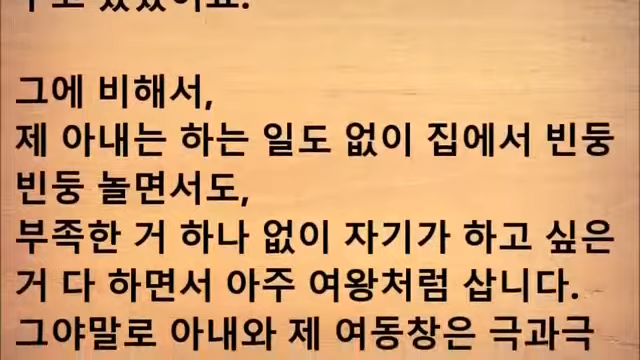 그에 비해서,
제 아내는 하는 일도 없이 집에서 빈둥
빈둥 놀면서도,
부족한 거 하나 없이 자기가 하고 싶은
거 다 하면서 아주 여왕처럼 삽니다.
그야말로 아내와 제 여동창은 극과극